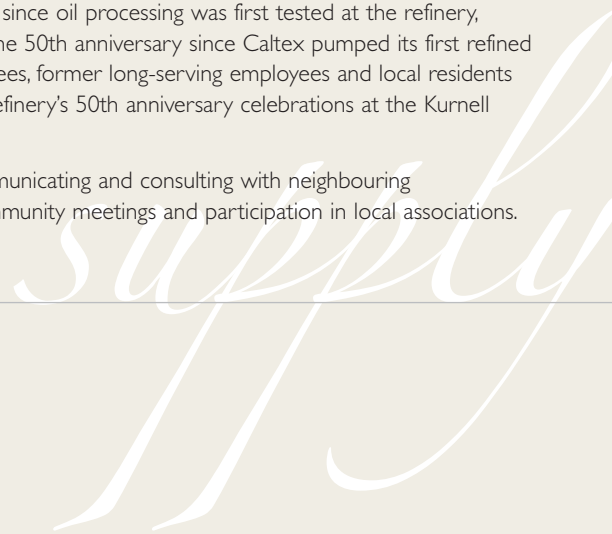 since oil processing was first tested at the refinery,
he 50th anniversary since Caltex pumped its first refined
ees, former long-serving employees and local residents
efinery's 50th anniversary celebrations at the Kurnell
municating and consulting with neighbouring
mmunity meetings and participation in local associations.
supply